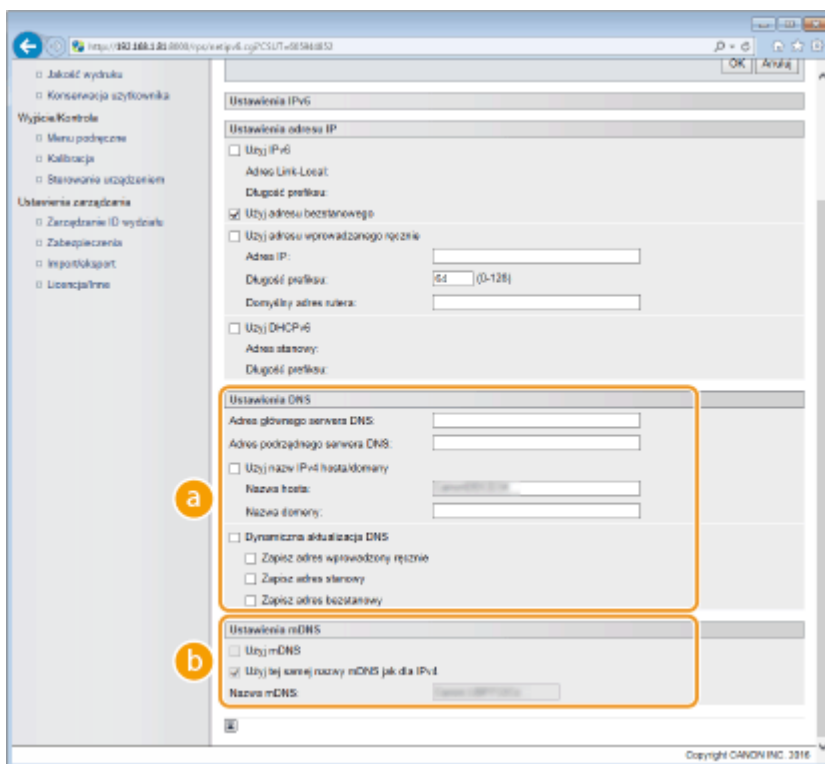 https://192.168.1.81:8000/rps/netipv6.cgi?CSUT=605944852
Jakość wydruku
Konserwacja użytkownika
OK Anuluj
Ustawienia IPv6
Wyjście/Kontrola
Menu podręczne
Kalibracja
Sterowanie urządzeniem
Ustawienia zarządzania
Zarządzanie ID wydziału
Zabezpieczenia
Import/eksport
Licencja/Inne
Ustawienia adresu IP
Użyj IPv6
Adres Link-Local:
Długość prefiksu:
Użyj adresu bezstanowego
Użyj adresu wprowadzanego ręcznie
Adres IP:
Długość prefiksu: 64 (0-128)
Domyślny adres rutera:
Użyj DHCPv6
Adres stanowy:
Długość prefiksu:
Ustawienia DNS
Adres głównego serwera DNS:
Adres podrzędnego serwera DNS:
Użyj nazw IPv4 hosta/domeny
Nazwa hosta:
Nazwa domeny:
Dynamiczna aktualizacja DNS
Zapisz adres wprowadzony ręcznie
Zapisz adres stanowy
Zapisz adres bezstanowy
a
Ustawienia mDNS
Użyj mDNS
Użyj tej samej nazwy mDNS jak dla IPv4
Nazwa mDNS:
b
Copyright CANON INC. 2016